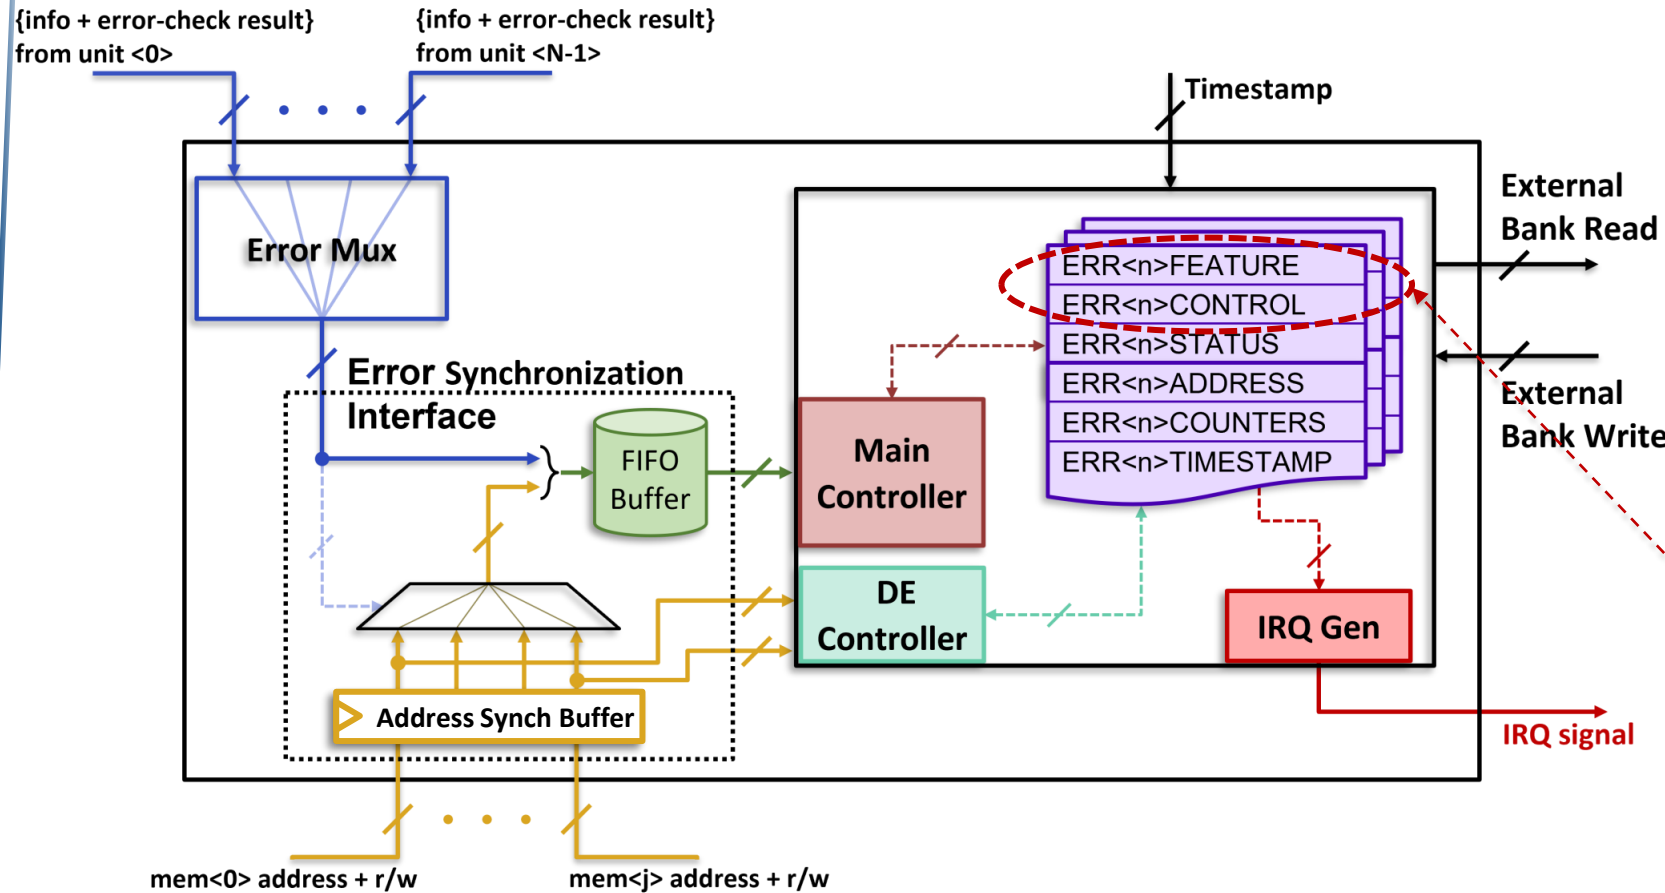 {info + error-check result}
from unit <0>
{info + error-check result}
from unit <N-1>
Timestamp
Error Mux
External
Bank Read
ERR<n>FEATURE
ERR<n>CONTROL
ERR<n>STATUS
ERR<n>ADDRESS
ERR<n>COUNTERS
ERR<n>TIMESTAMP
External
Bank Write
Error Synchronization
Interface
FIFO
Buffer
Main
Controller
DE
Controller
IRQ Gen
Address Synch Buffer
IRQ signal
mem<0> address + r/w
mem<j> address + r/w